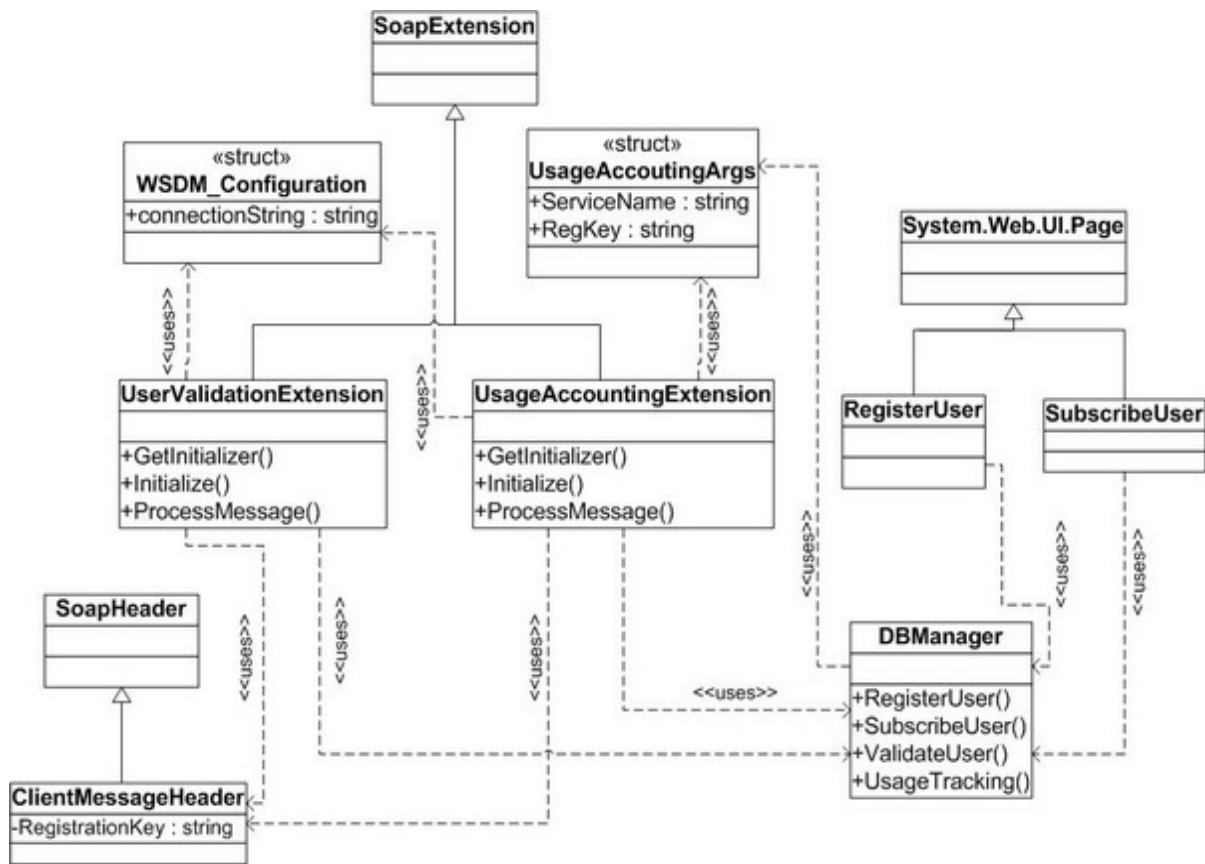 SoapExtension
«struct»
WSDM_Configuration
+connectionString : string
«struct»
UsageAccoutingArgs
+ServiceName : string
+RegKey : string
System.Web.UI.Page
<<uses>>
<<uses>>
<<uses>>
UserValidationExtension
+GetInitializer()
+Initialize()
+ProcessMessage()
UsageAccountingExtension
+GetInitializer()
+Initialize()
+ProcessMessage()
RegisterUser
SubscribeUser
<<uses>>
<<uses>>
<<uses>>
SoapHeader
<<uses>>
<<uses>>
<<uses>>
<<uses>>
DBManager
+RegisterUser()
+SubscribeUser()
+ValidateUser()
+UsageTracking()
ClientMessageHeader
-RegistrationKey : string